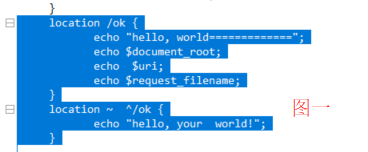 }
location /ok {
echo "hello, world=============";
echo $document_root;
echo  $uri;
echo $request_filename;
}
location ~  ^/ok {
echo "hello, your  world!";
}
图一